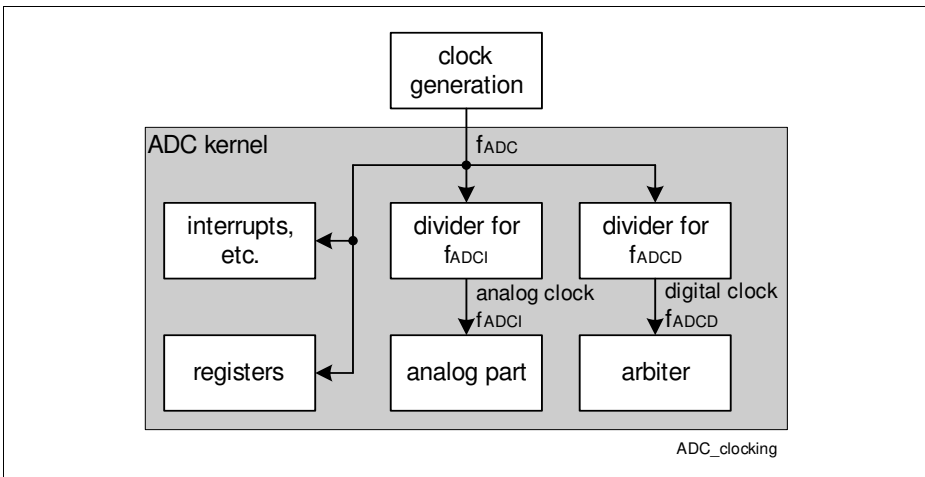 clock
generation
ADC kernel
fADC
interrupts,
etc.
divider for
fADCI
divider for
fADCD
analog clock
fADCI
digital clock
fADCD
registers
analog part
arbiter
ADC_clocking